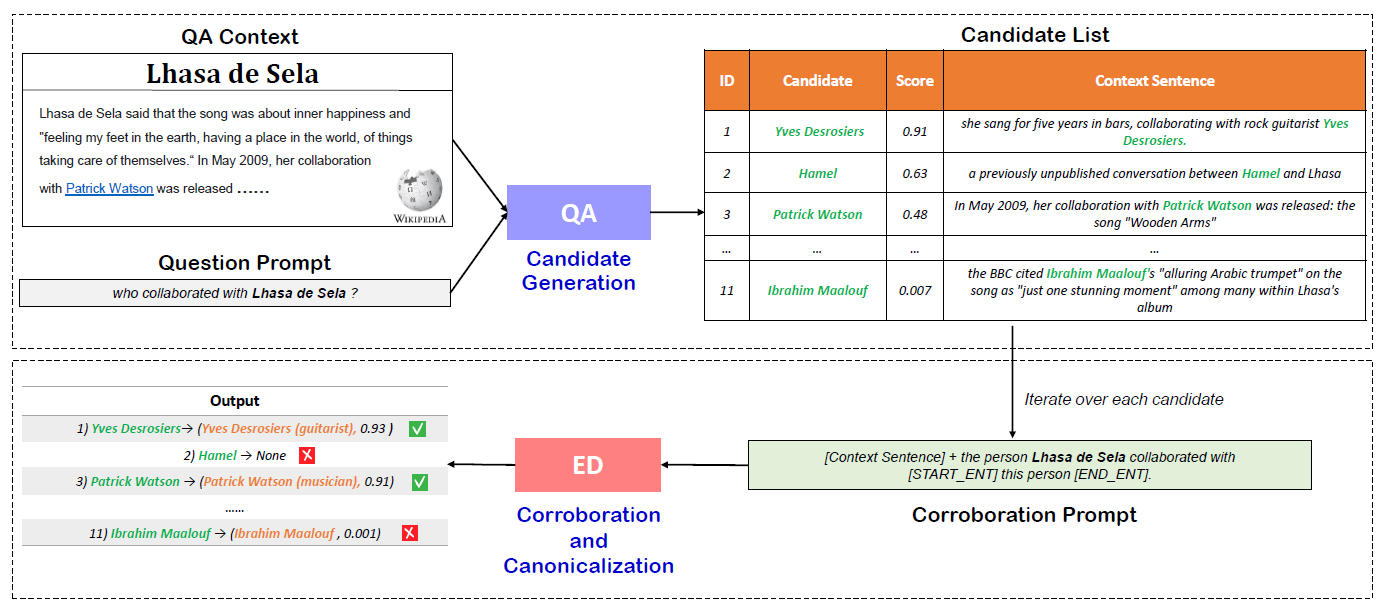 QA Context
Lhasa de Sela
Lhasa de Sela said that the song was about inner happiness and
"feeling my feet in the earth, having a place in the world, of things
taking care of themselves.“ In May 2009, her collaboration
with Patrick Watson was released ……
WIKIPEDIA
Question Prompt
who collaborated with Lhasa de Sela ?
QA
Candidate
Generation
Candidate List
ID Candidate Score Context Sentence
1 Yves Desrosiers 0.91 she sang for five years in bars, collaborating with rock guitarist Yves
Desrosiers.
2 Hamel 0.63 a previously unpublished conversation between Hamel and Lhasa
3 Patrick Watson 0.48 In May 2009, her collaboration with Patrick Watson was released: the
song "Wooden Arms"
... ... ... ...
11 Ibrahim Maalouf 0.007 the BBC cited Ibrahim Maalouf's "alluring Arabic trumpet" on the
song as "just one stunning moment" among many within Lhasa's
album
Iterate over each candidate
[Context Sentence] + the person Lhasa de Sela collaborated with
[START_ENT] this person [END_ENT].
Corroboration Prompt
ED
Corroboration
and
Canonicalization
Output
1) Yves Desrosiers→ (Yves Desrosiers (guitarist), 0.93 )
2) Hamel → None
3) Patrick Watson → (Patrick Watson (musician), 0.91)
......
11) Ibrahim Maalouf → (Ibrahim Maalouf , 0.001)